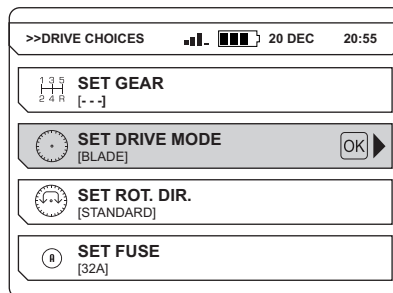 >>DRIVE CHOICES 20 DEC 20:55
1 3 5
2 4 R
SET GEAR
[- - -]
SET DRIVE MODE
[BLADE]
OK
SET ROT. DIR.
[STANDARD]
A
SET FUSE
[32A]